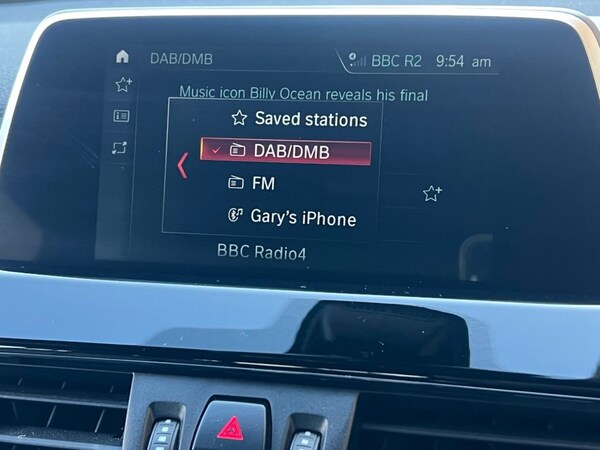 DAB/DMB
BBC R2 9:54 am
Music icon Billy Ocean reveals his final
Saved stations
DAB/DMB
FM
Gary's iPhone
BBC Radio4